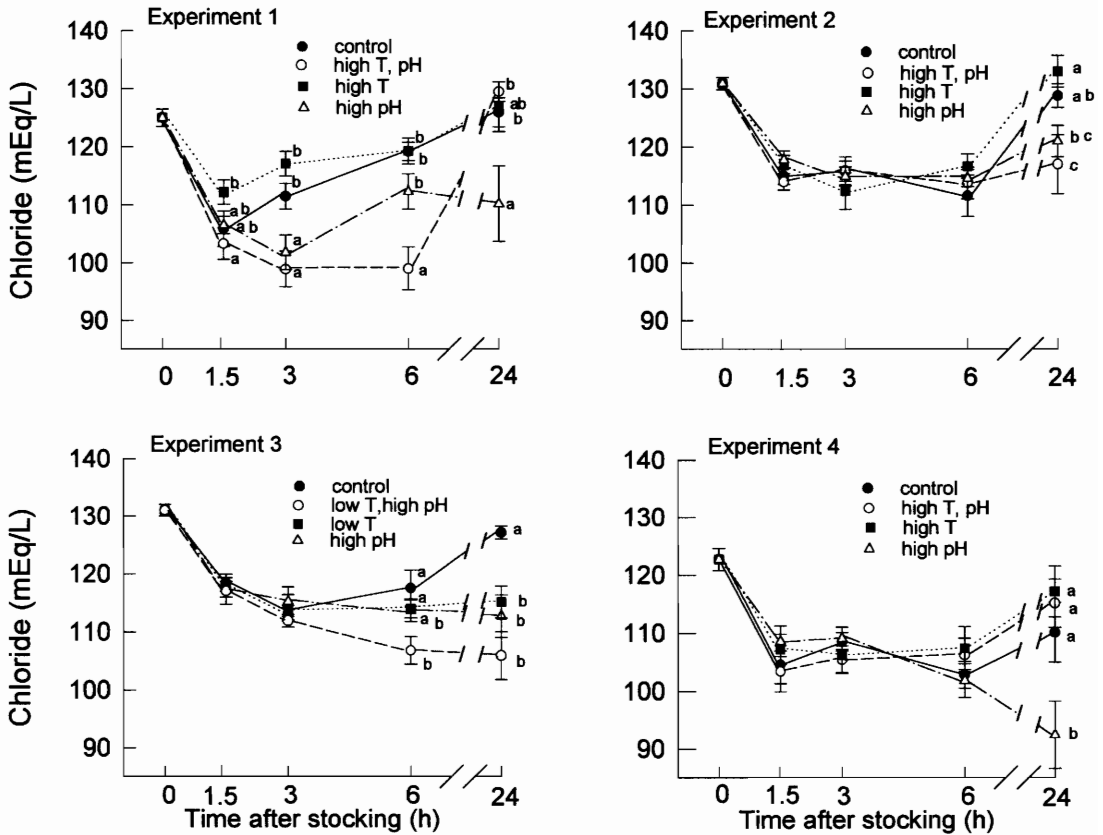 Experiment 1
control
high T, pH
high T
high pH
Chloride (mEq/L)
140
130
120
110
100
90
b
ab
b
b
b
b
b
b
b
ab
ab
a
a
a
a
a
0 1.5 3 6 24
Experiment 2
control
high T, pH
high T
high pH
140
130
120
110
100
90
a
ab
bc
c
0 1.5 3 6 24
Experiment 3
control
low T,high pH
low T
high pH
Chloride (mEq/L)
140
130
120
110
100
90
a
a
a
ab
b
b
b
b
0 1.5 3 6 24
Time after stocking (h)
Experiment 4
control
high T, pH
high T
high pH
140
130
120
110
100
90
a
a
a
b
0 1.5 3 6 24
Time after stocking (h)